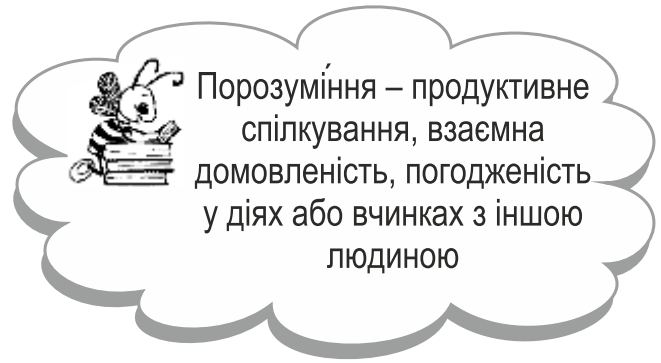 Порозумі́ння – продуктивне
спілкування, взаємна
домовленість, погодженість
у діях або вчинках з іншою
людиною